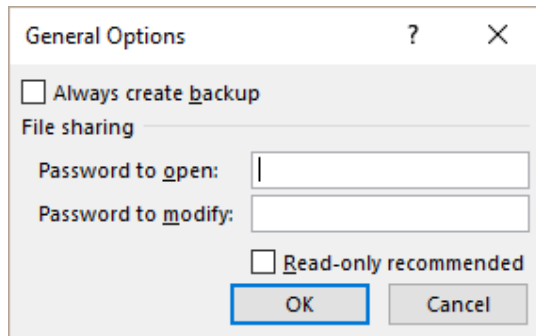 General Options ?
Always create backup
File sharing
Password to open:
Password to modify:
Read-only recommended
OK Cancel